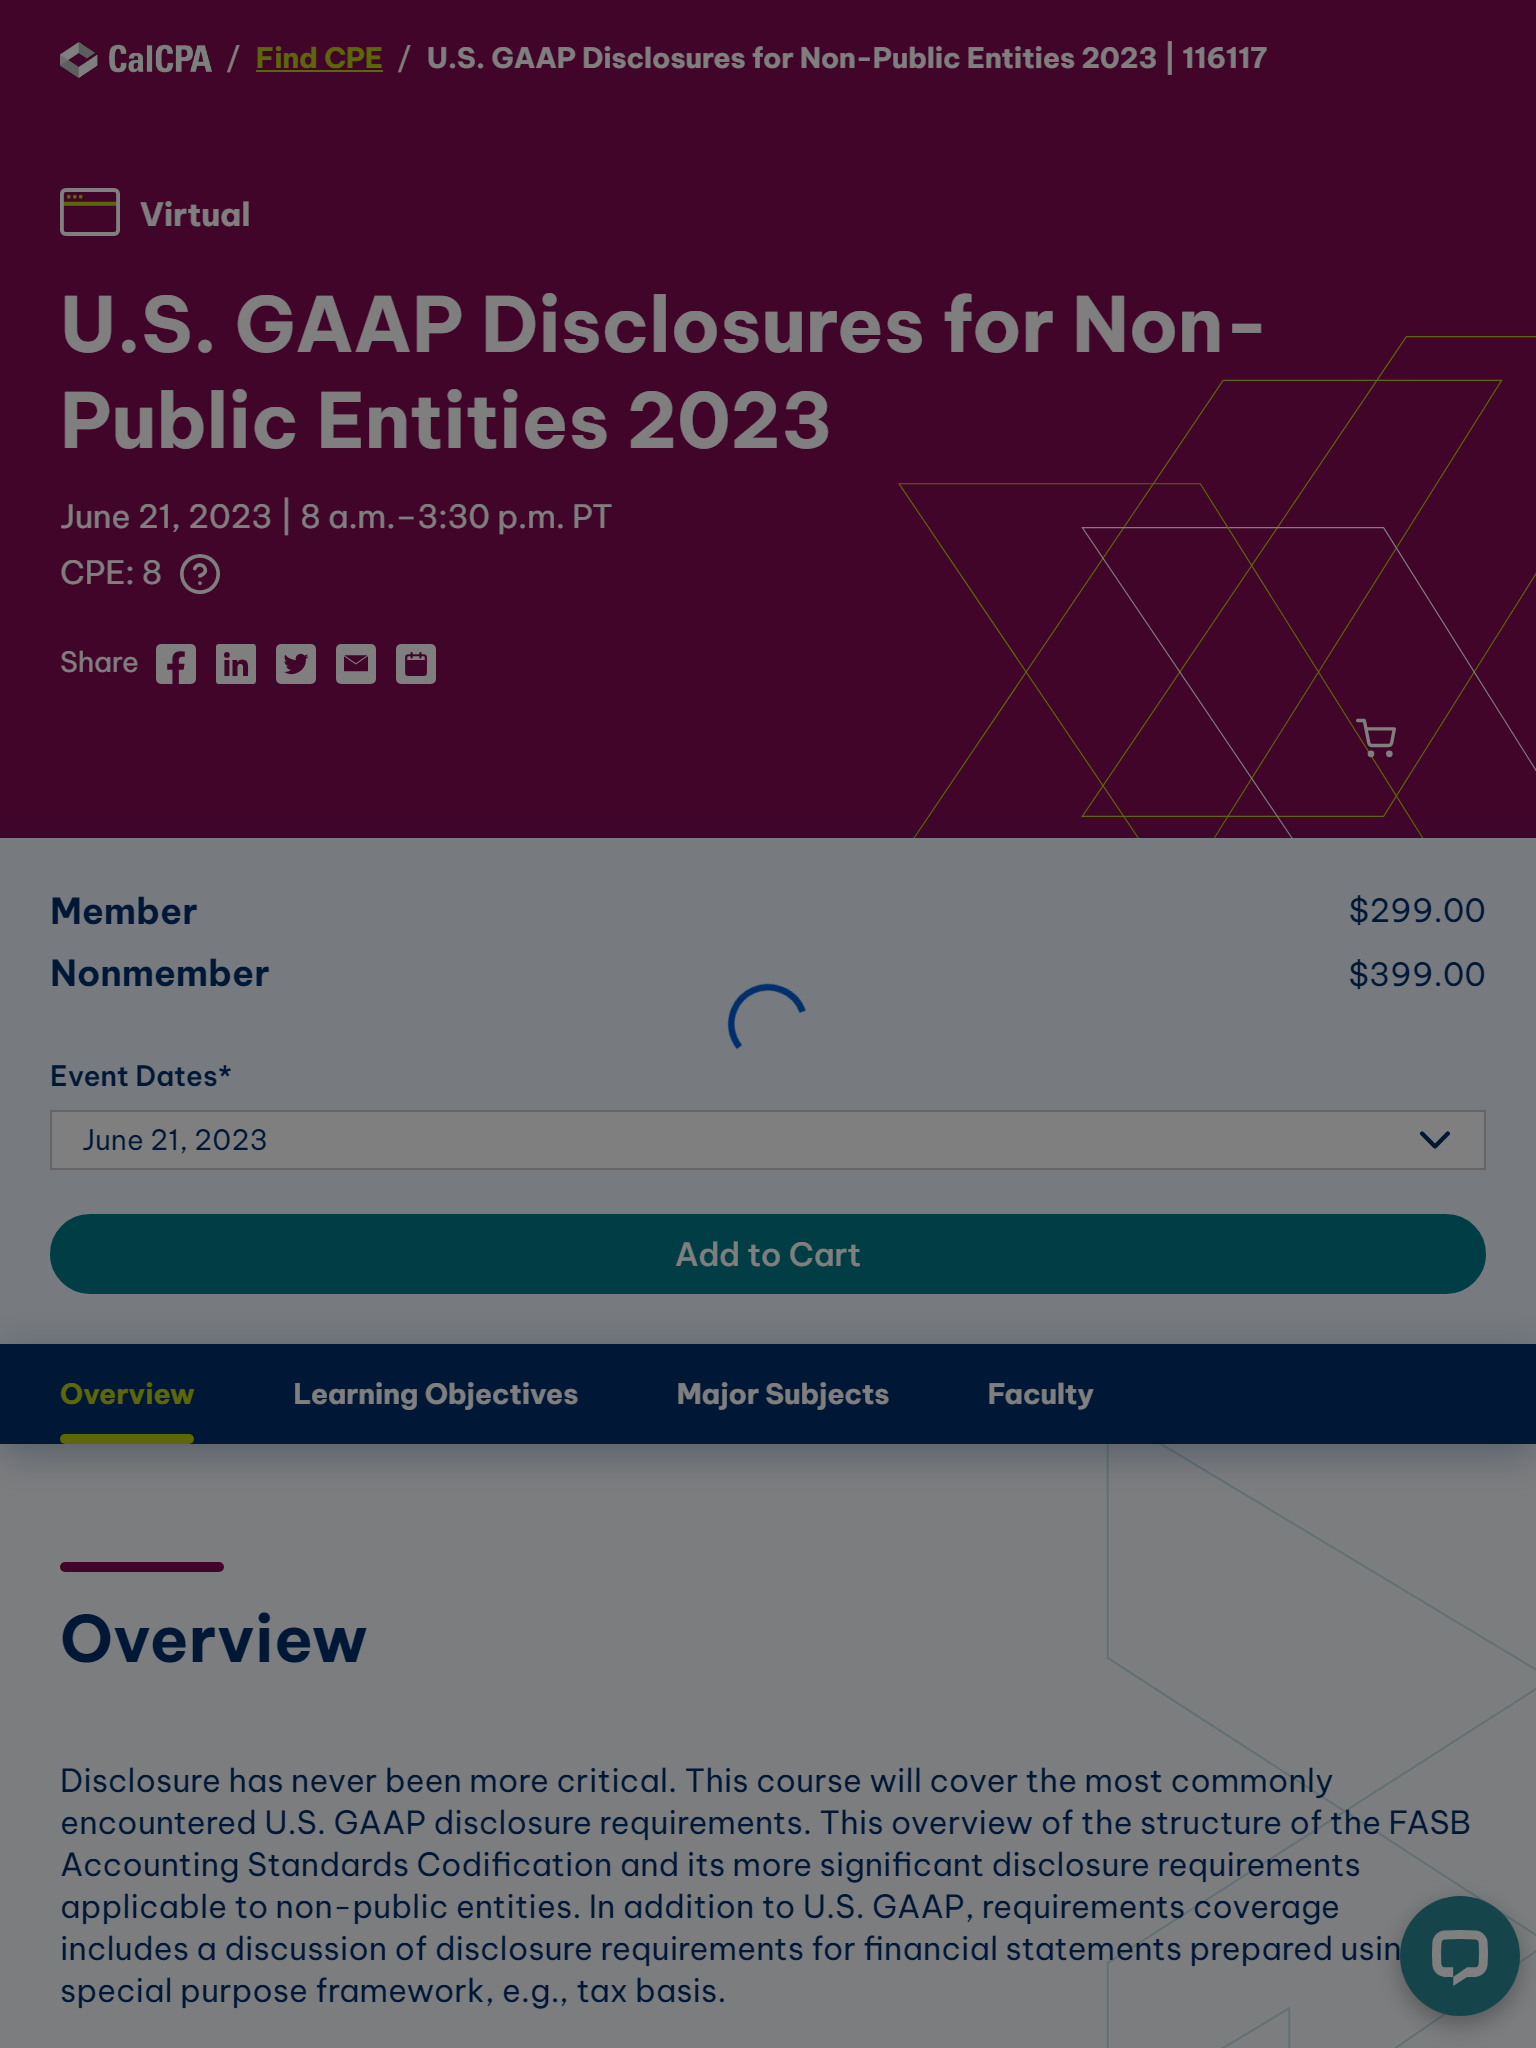 CalCPA / Find CPE / U.S. GAAP Disclosures for Non-Public Entities 2023 | 116117
Virtual
U.S. GAAP Disclosures for Non-
Public Entities 2023
June 21, 2023 | 8 a.m.–3:30 p.m. PT
CPE: 8 ?
Share
Member $299.00
Nonmember $399.00
Event Dates*
June 21, 2023
Add to Cart
Overview Learning Objectives Major Subjects Faculty
Overview
Disclosure has never been more critical. This course will cover the most commonly
encountered U.S. GAAP disclosure requirements. This overview of the structure of the FASB
Accounting Standards Codification and its more significant disclosure requirements
applicable to non-public entities. In addition to U.S. GAAP, requirements coverage
includes a discussion of disclosure requirements for financial statements prepared usin
special purpose framework, e.g., tax basis.